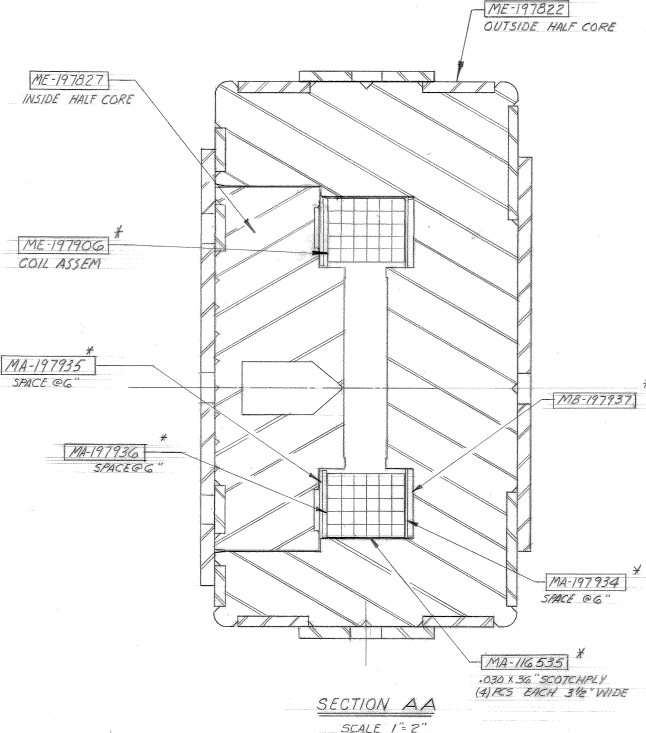 ME-197822
OUTSIDE HALF CORE
ME-197827
INSIDE HALF CORE
*
ME-197906
COIL ASSEM
*
MA-197935
SPACE @6"
*
MB-197937
*
MA-197936
SPACE@6"
*
MA-197934
SPACE @6"
*
MA-116535
.030 X 36" SCOTCHPLY
(4) PCS EACH 3½" WIDE
SECTION AA
SCALE 1"=2"